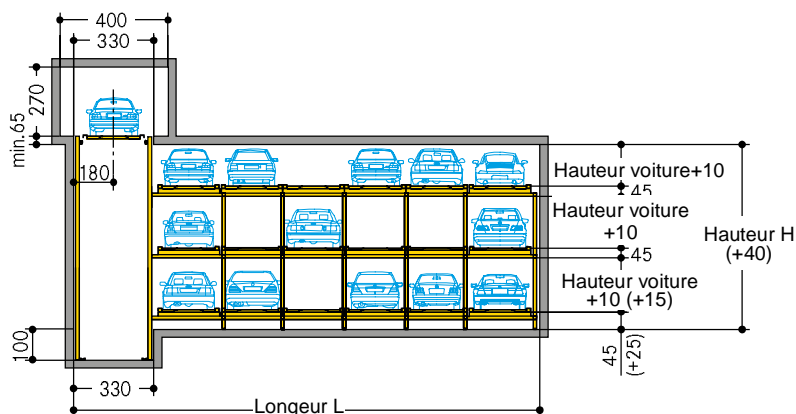 400
330
270
min.65
180
Hauteur voiture+10
45
Hauteur voiture
+10
Hauteur H
(+40)
45
Hauteur voiture
+10 (+15)
100
45
(+25)
330
Longeur L